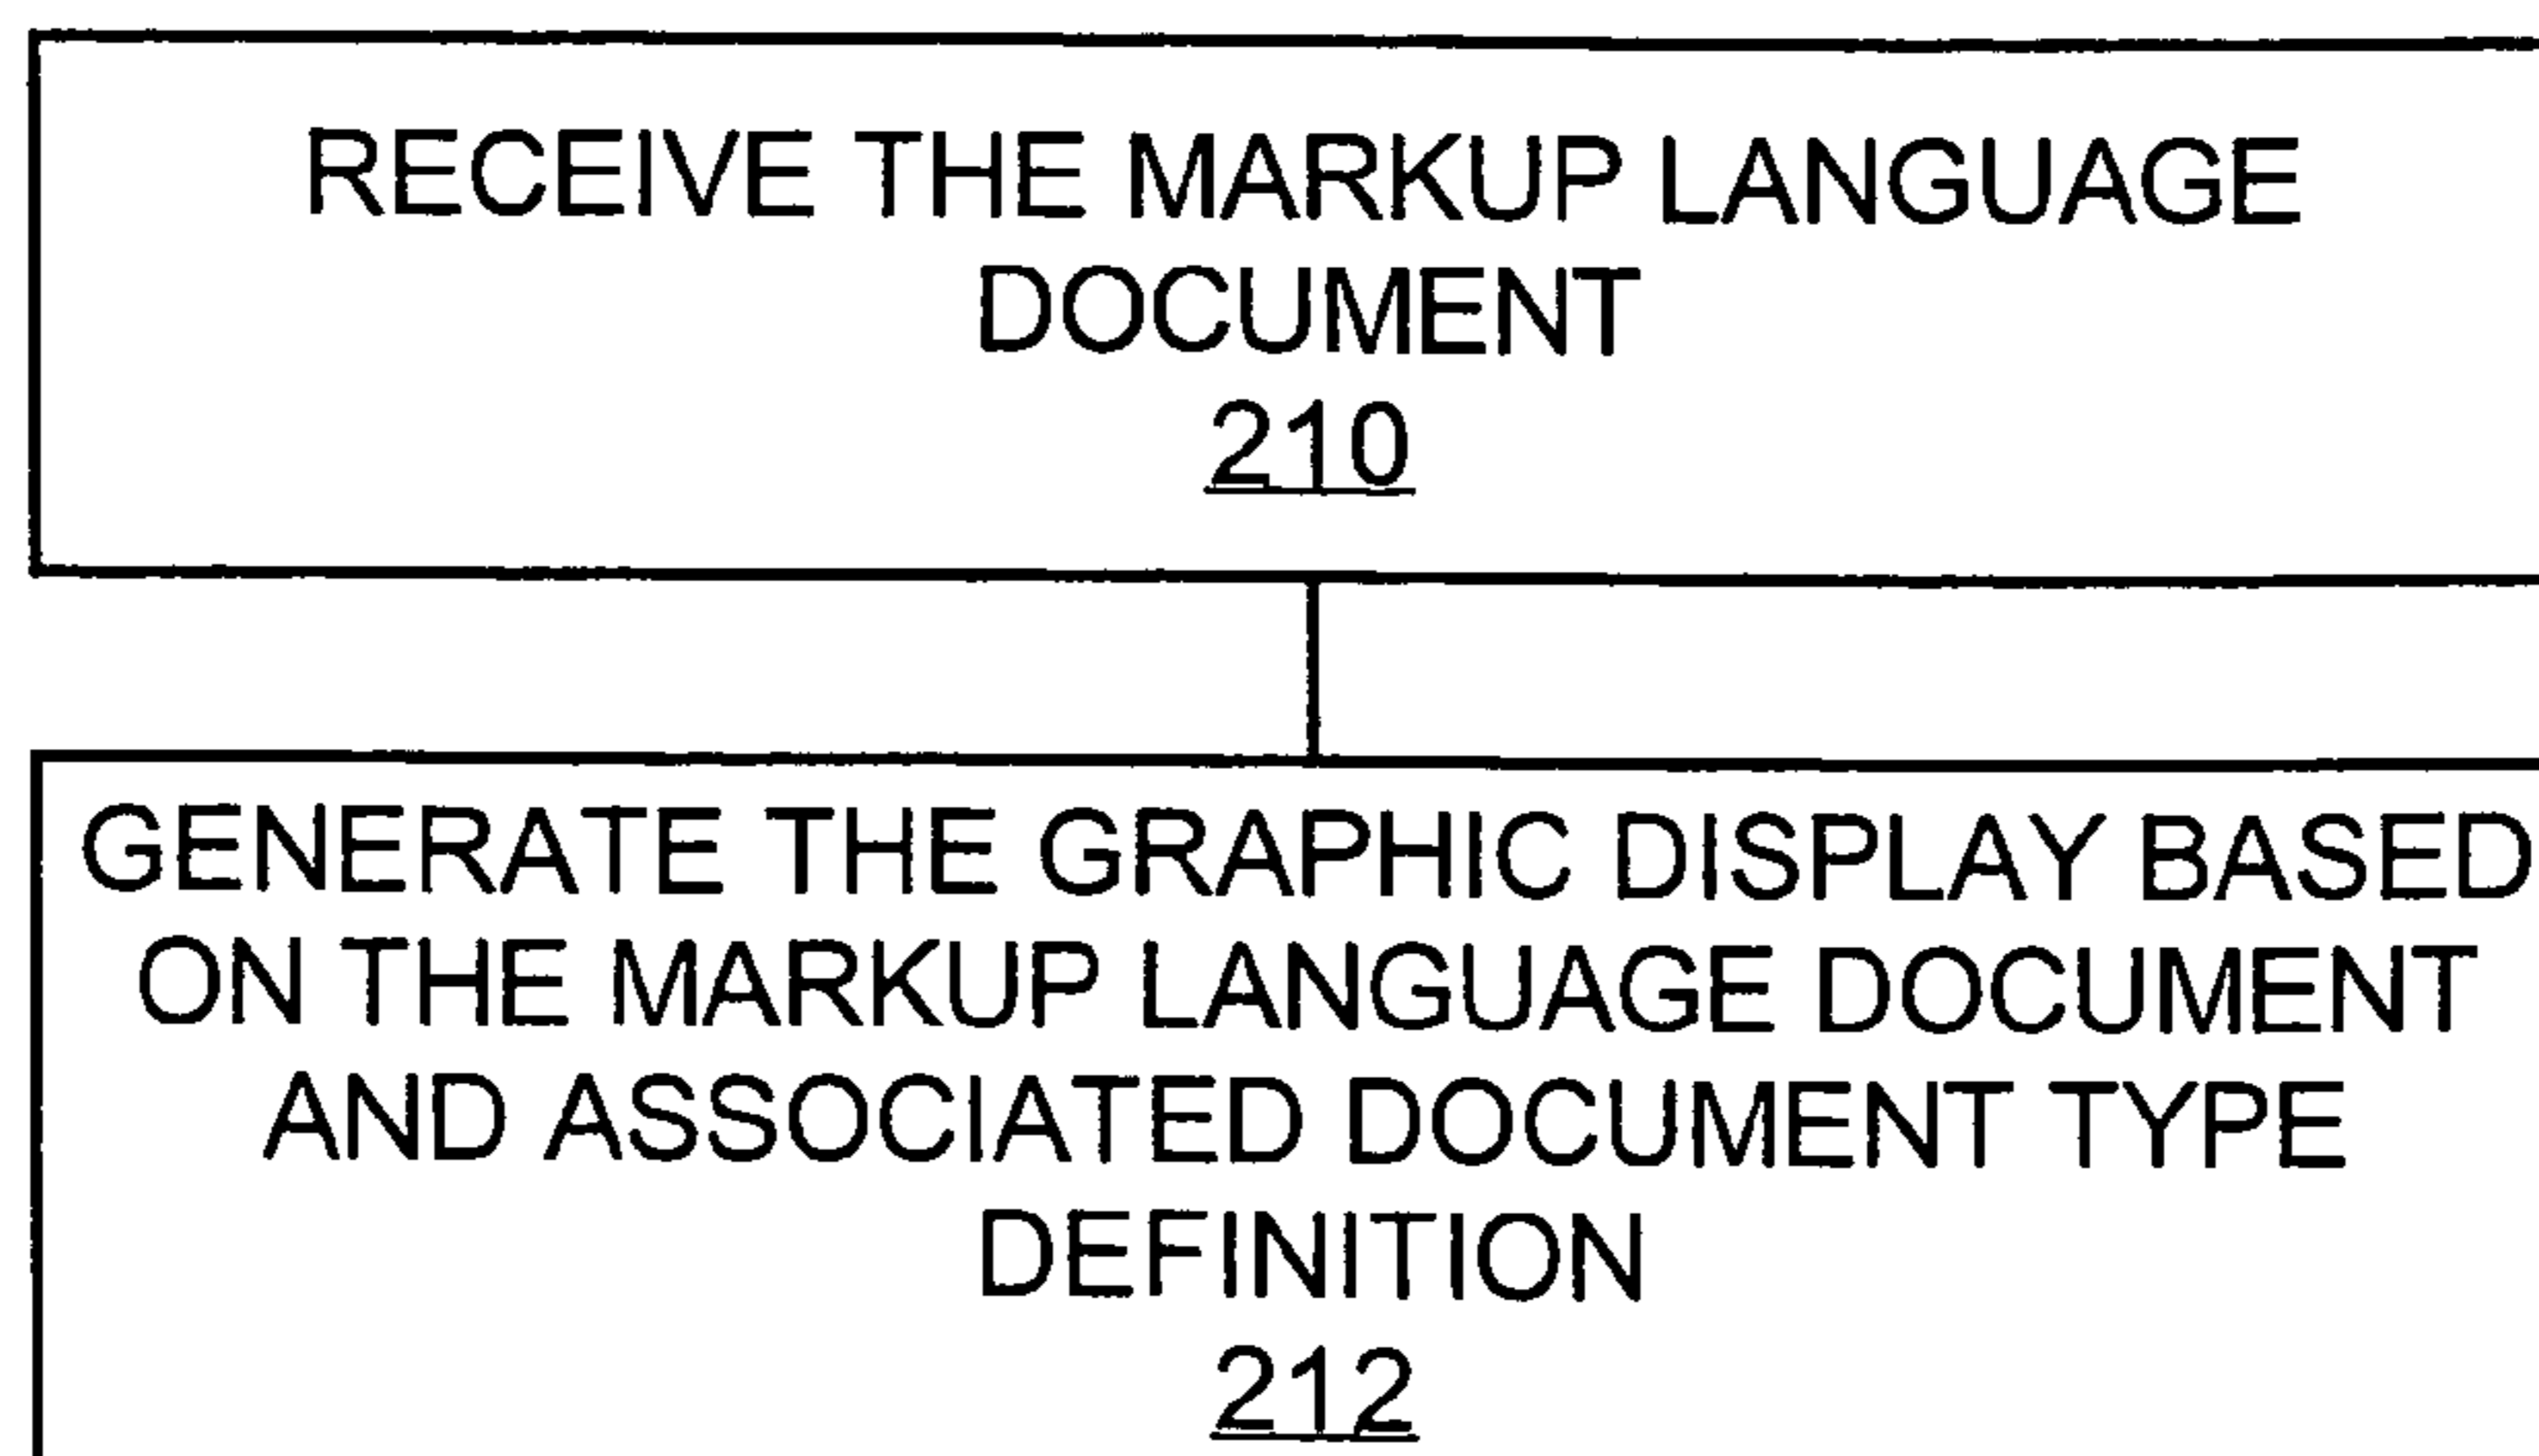 RECEIVE THE MARKUP LANGUAGE
DOCUMENT
210
GENERATE THE GRAPHIC DISPLAY BASED
ON THE MARKUP LANGUAGE DOCUMENT
AND ASSOCIATED DOCUMENT TYPE
DEFINITION
212